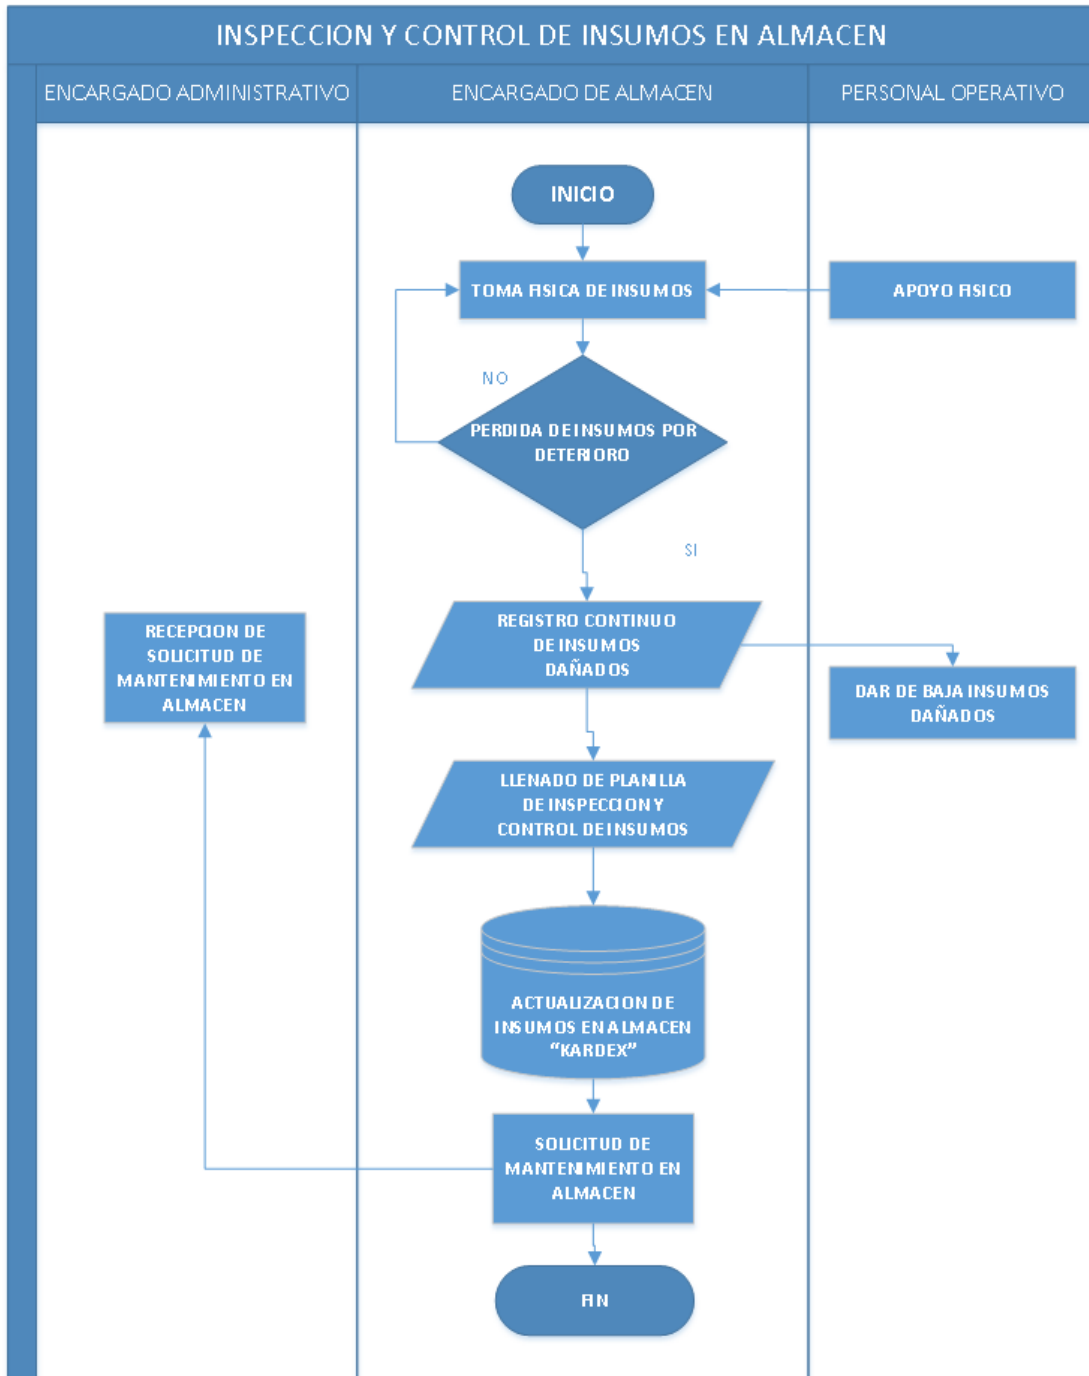 INSPECCION Y CONTROL DE INSUMOS EN ALMACEN
ENCARGADO ADMINISTRATIVO
ENCARGADO DE ALMACEN
PERSONAL OPERATIVO
INICIO
TOMA FISICA DE INSUMOS
APOYO FISICO
NO
PERDIDA DE INSUMOS POR
DETERIORO
SI
REGISTRO CONTINUO
DE INSUMOS
DAÑADOS
RECEPCION DE
SOLICITUD DE
MANTENIMIENTO EN
ALMACEN
DAR DE BAJA INSUMOS
DAÑADOS
LLENADO DE PLANILLA
DE INSPECCION Y
CONTROL DE INSUMOS
ACTUALIZACION DE
INSUMOS EN ALMACEN
“KARDEX”
SOLICITUD DE
MANTENIMIENTO EN
ALMACEN
FIN